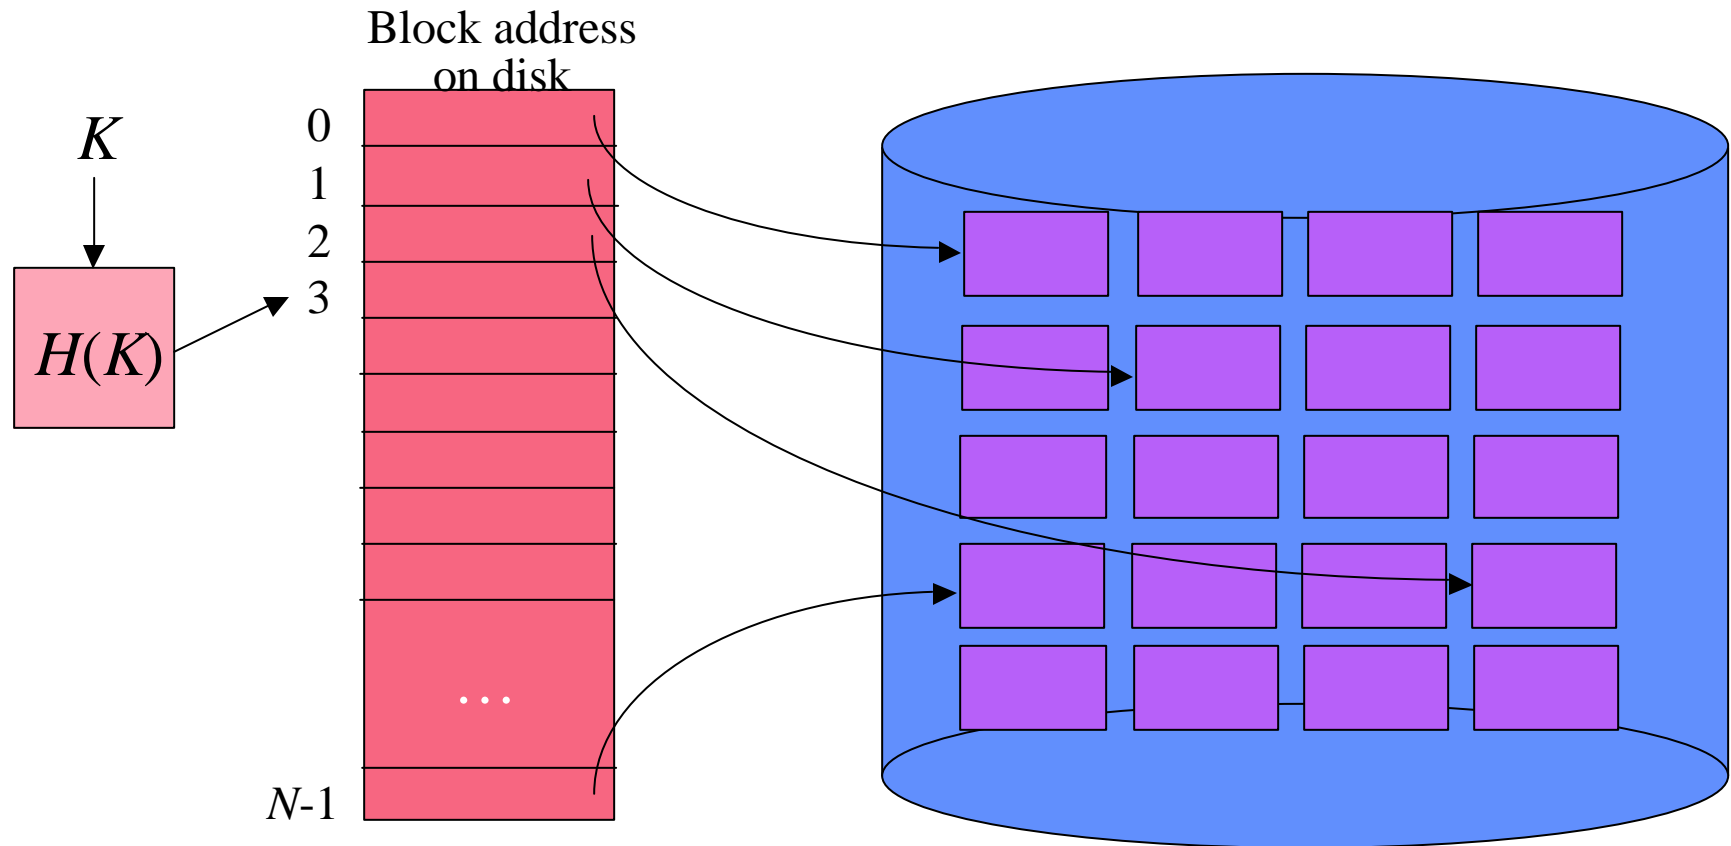 Block address
on disk
K
0
1
2
3
H(K)
...
N-1